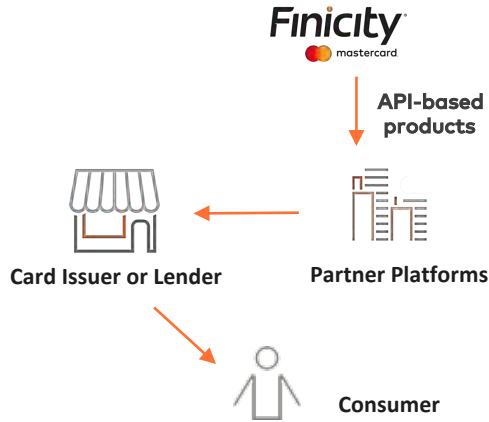 Finicity
mastercard
API-based
products
Card Issuer or Lender
Partner Platforms
Consumer